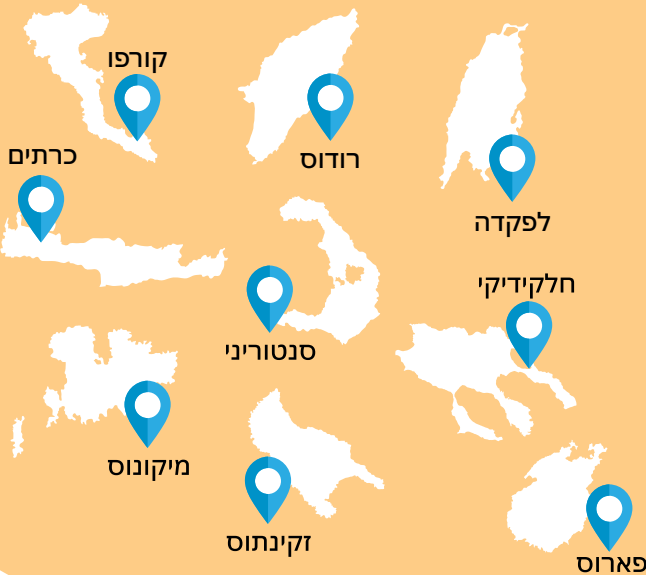 קורפו
רודוס
לפקדה
כרתים
סנטוריני
חלקידיקי
מיקונוס
זקינתוס
פארוס